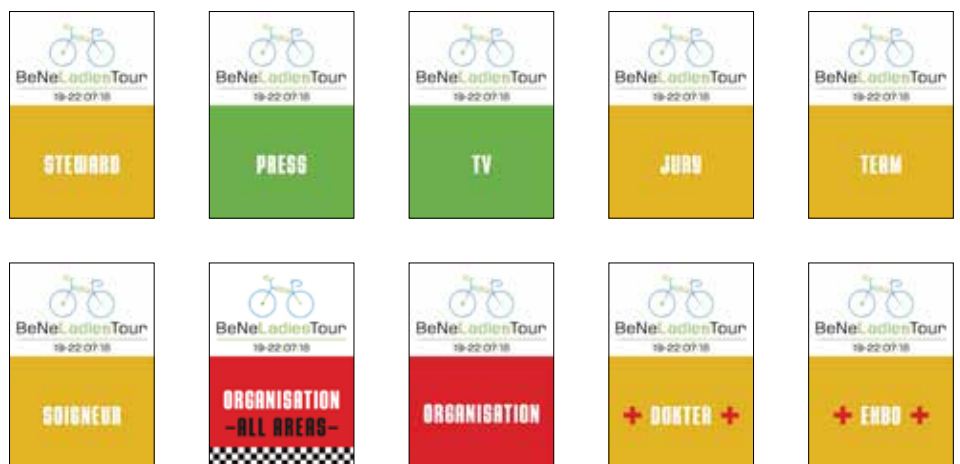 BeNeLadiesTour
19-22.07.18
STEWARD
BeNeLadiesTour
19-22.07.18
PRESS
BeNeLadiesTour
19-22.07.18
TV
BeNeLadiesTour
19-22.07.18
JURY
BeNeLadiesTour
19-22.07.18
TEAM
BeNeLadiesTour
19-22.07.18
SOIGNEUR
BeNeLadiesTour
19-22.07.18
ORGANISATION
-ALL AREAS-
BeNeLadiesTour
19-22.07.18
ORGANISATION
BeNeLadiesTour
19-22.07.18
+ DOKTER +
BeNeLadiesTour
19-22.07.18
+ EHBO +